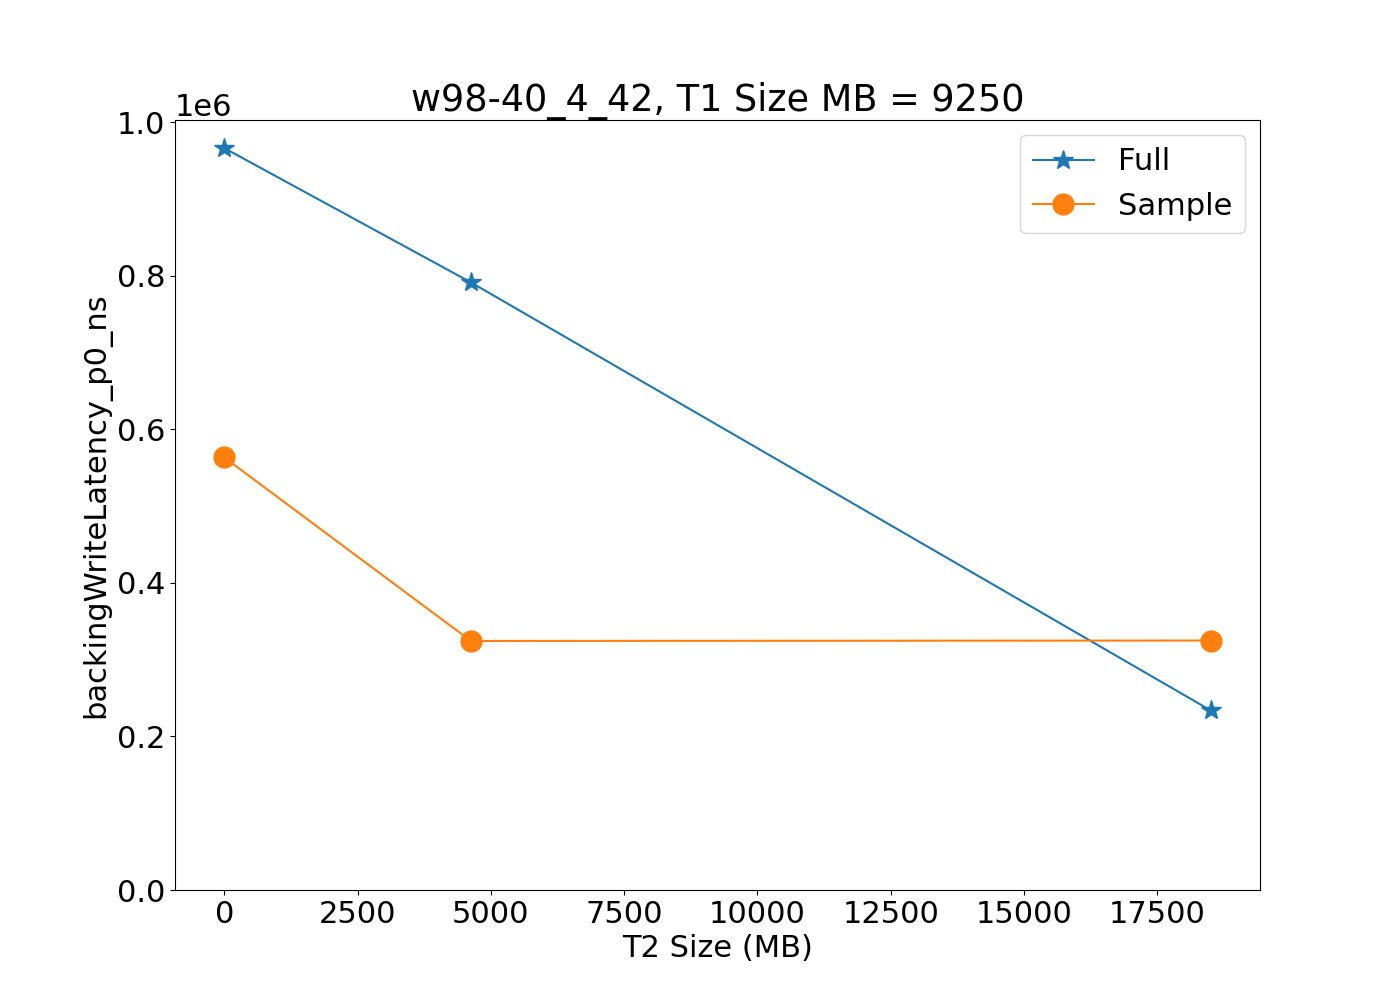 w98-40_4_42, T1 Size MB = 9250
1e6
1.0
0.8
0.6
0.4
0.2
0.0
backingWriteLatency_p0_ns
Full
Sample
0 2500 5000 7500 10000 12500 15000 17500
T2 Size (MB)